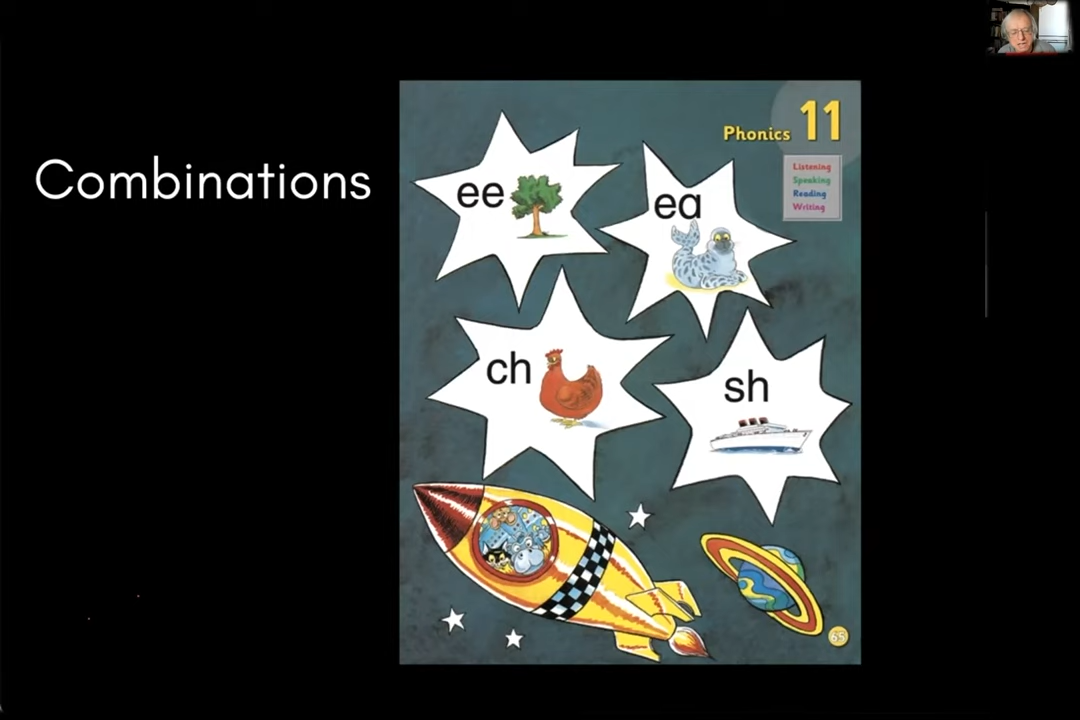 Combinations
Phonics 11
Listening
Speaking
Reading
Writing
ee
ea
ch
sh
65